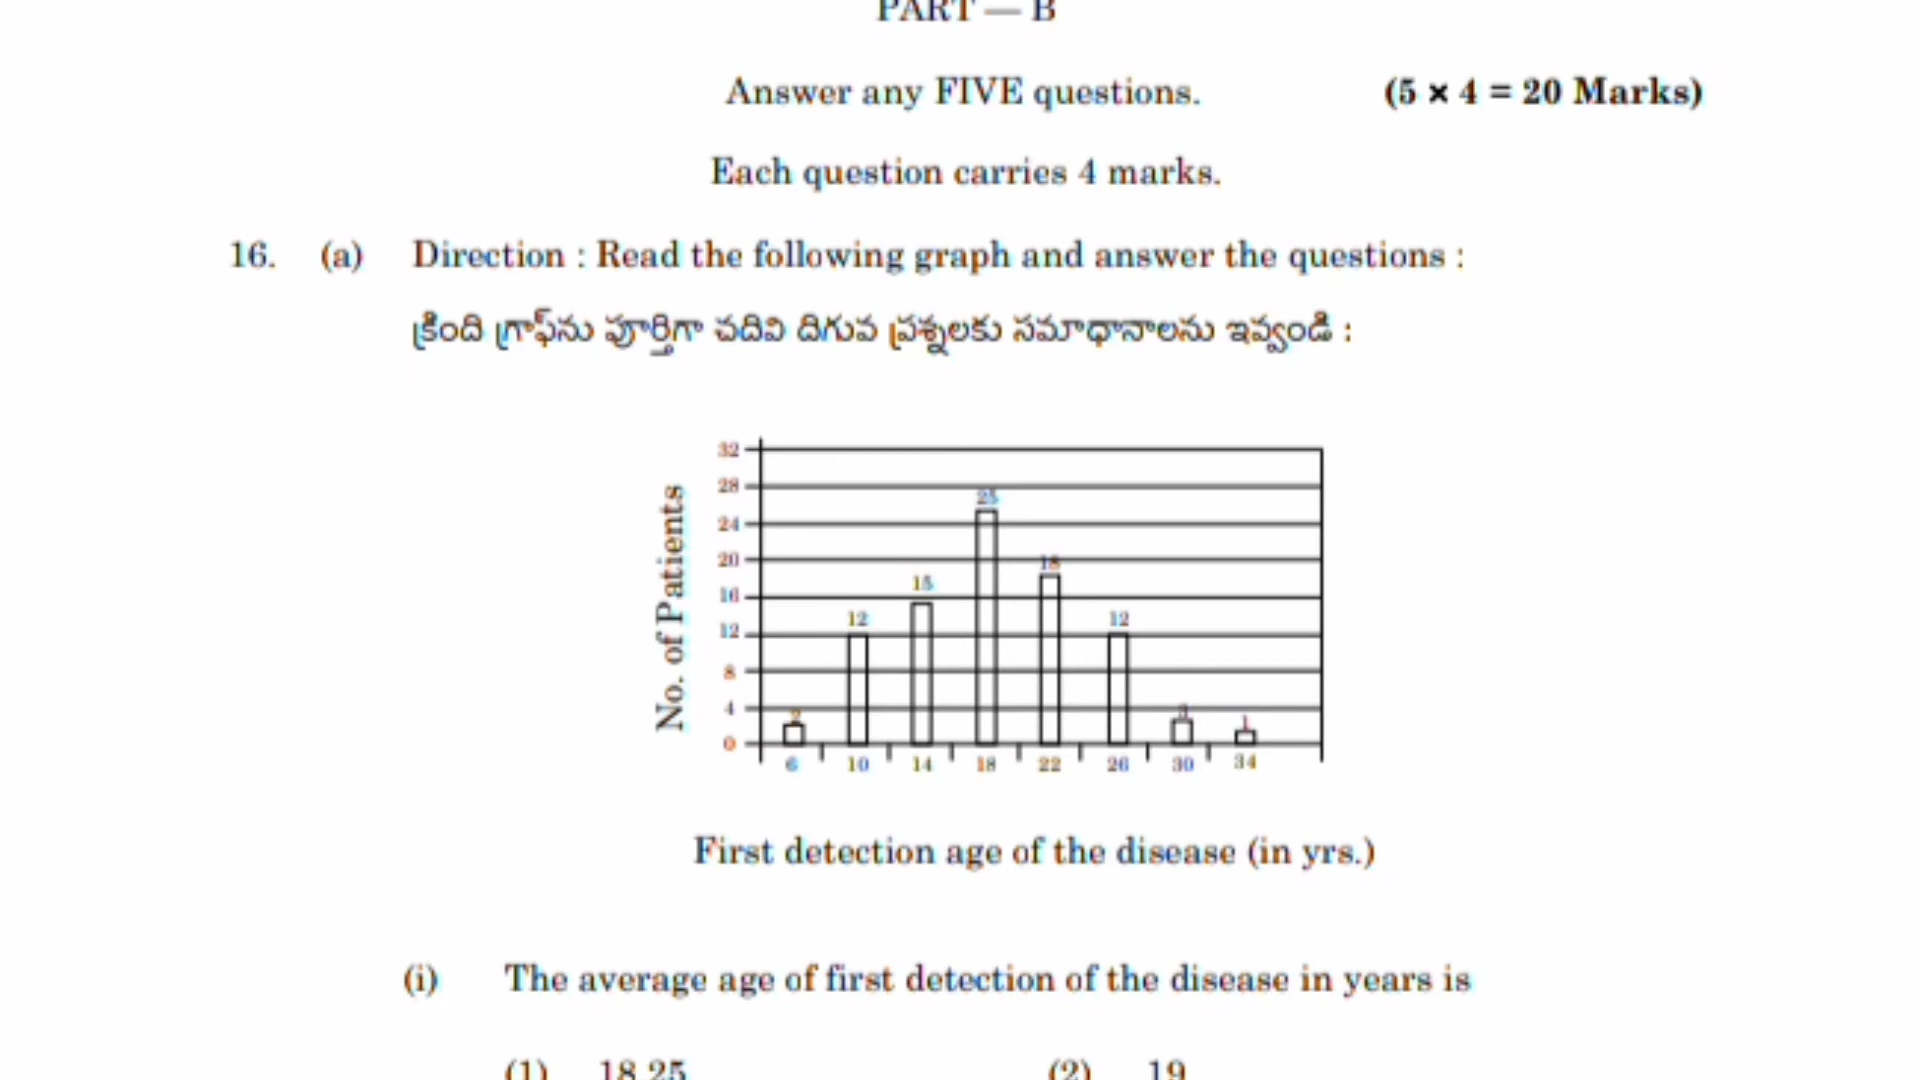 PART — B
Answer any FIVE questions. (5 × 4 = 20 Marks)
Each question carries 4 marks.
16. (a) Direction : Read the following graph and answer the questions :
క్రింది గ్రాఫ్‌ను పూర్తిగా చదివి దిగువ ప్రశ్నలకు సమాధానాలను ఇవ్వండి :
No. of Patients
32
28
24
20
16
12
8
4
0
2
12
15
25
18
12
3
1
6 10 14 18 22 26 30 34
First detection age of the disease (in yrs.)
(i) The average age of first detection of the disease in years is
(1) 18.25 (2) 19